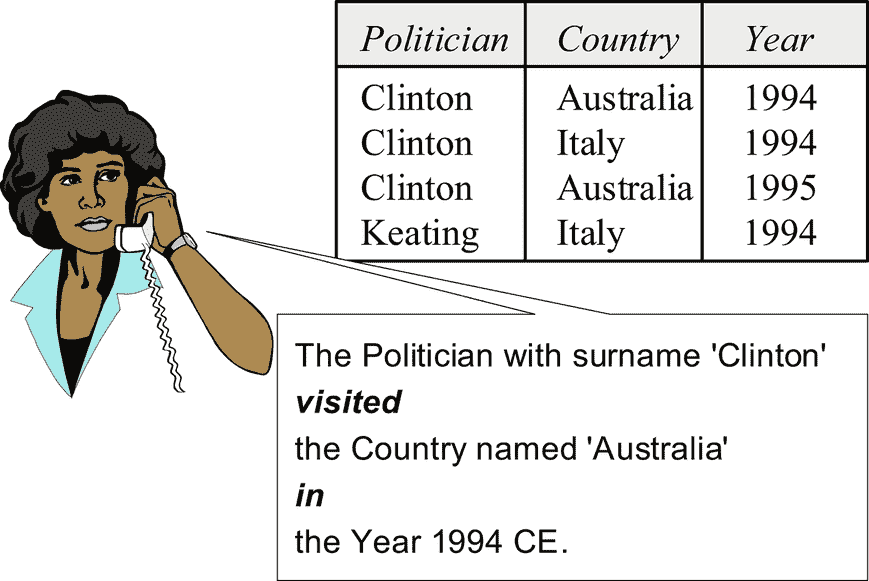 Politician Country Year
Clinton Australia 1994
Clinton Italy 1994
Clinton Australia 1995
Keating Italy 1994
The Politician with surname 'Clinton'
visited
the Country named 'Australia'
in
the Year 1994 CE.